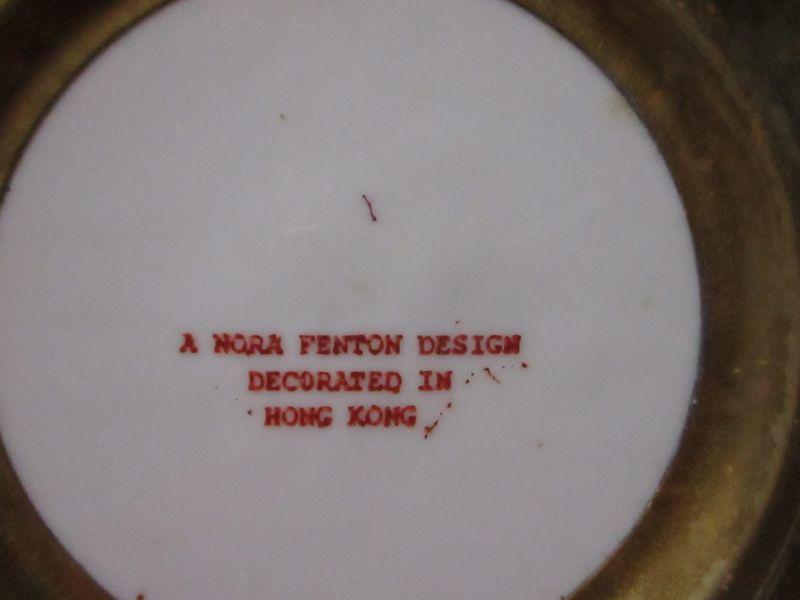 A NORA FENTON DESIGN
DECORATED IN
HONG KONG